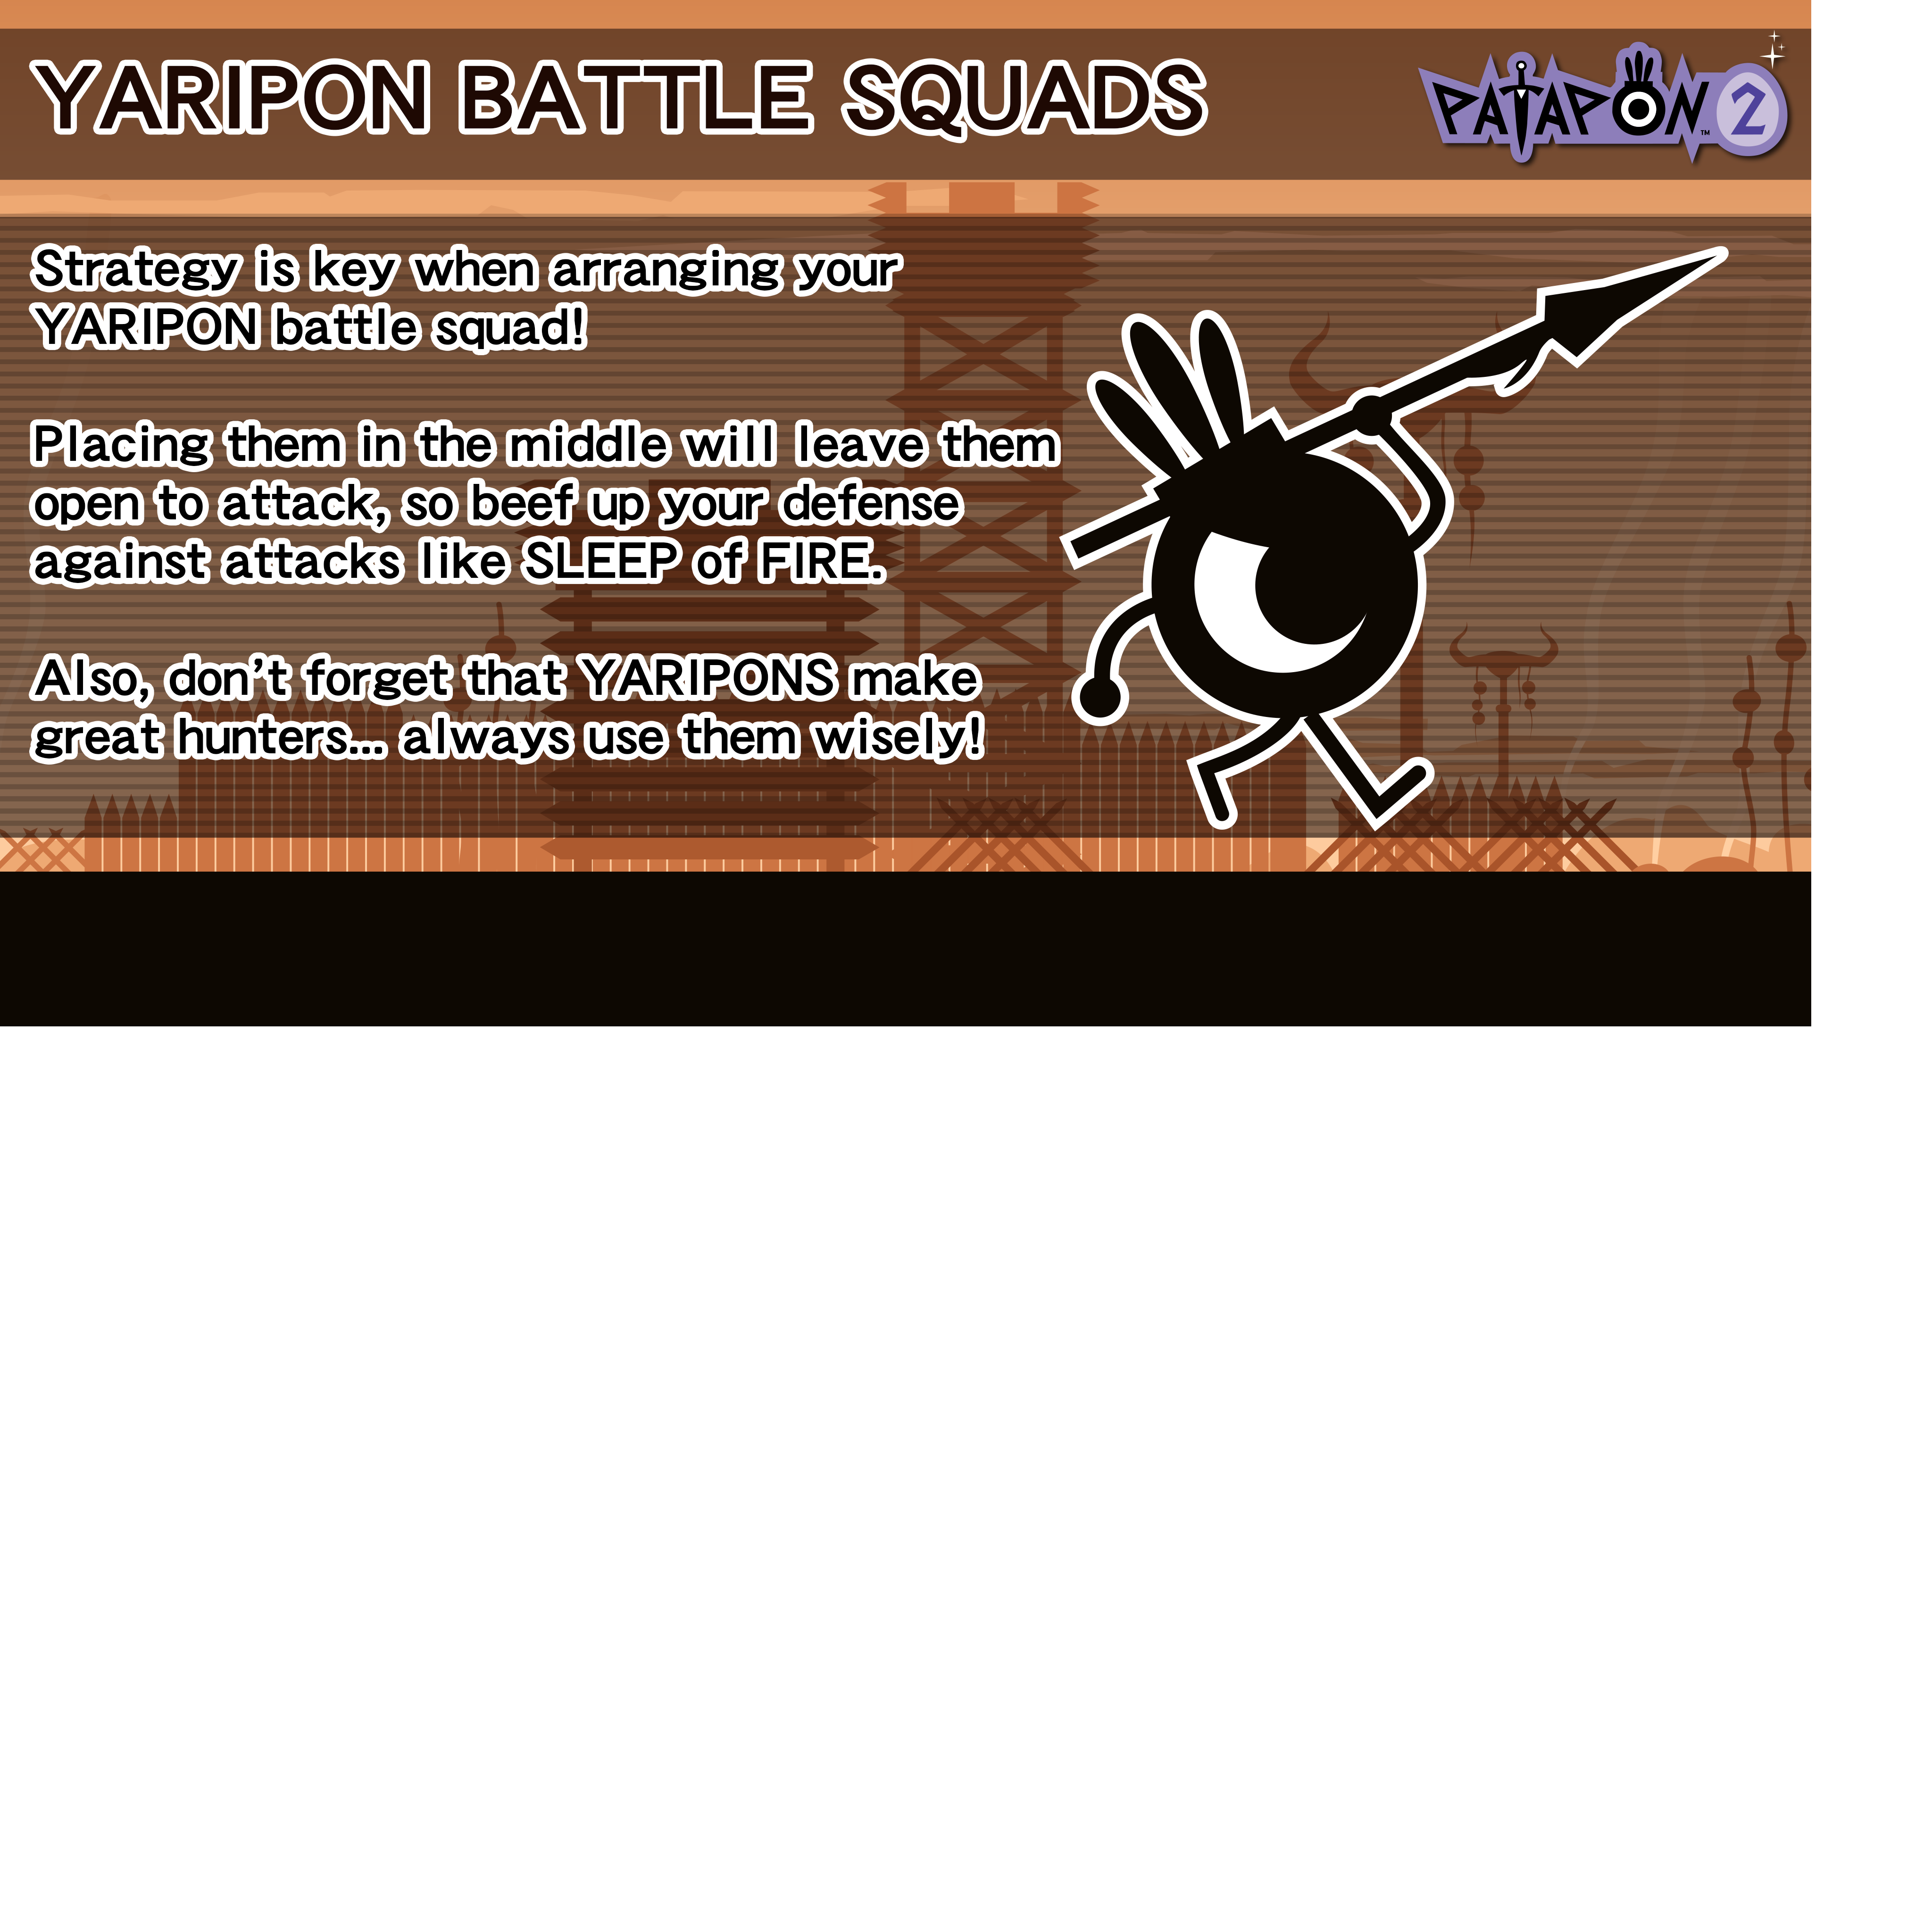 YARIPON BATTLE SQUADS
PATAPON™ 2
Strategy is key when arranging your
YARIPON battle squad!
Placing them in the middle will leave them
open to attack, so beef up your defense
against attacks like SLEEP of FIRE.
Also, don't forget that YARIPONS make
great hunters... always use them wisely!